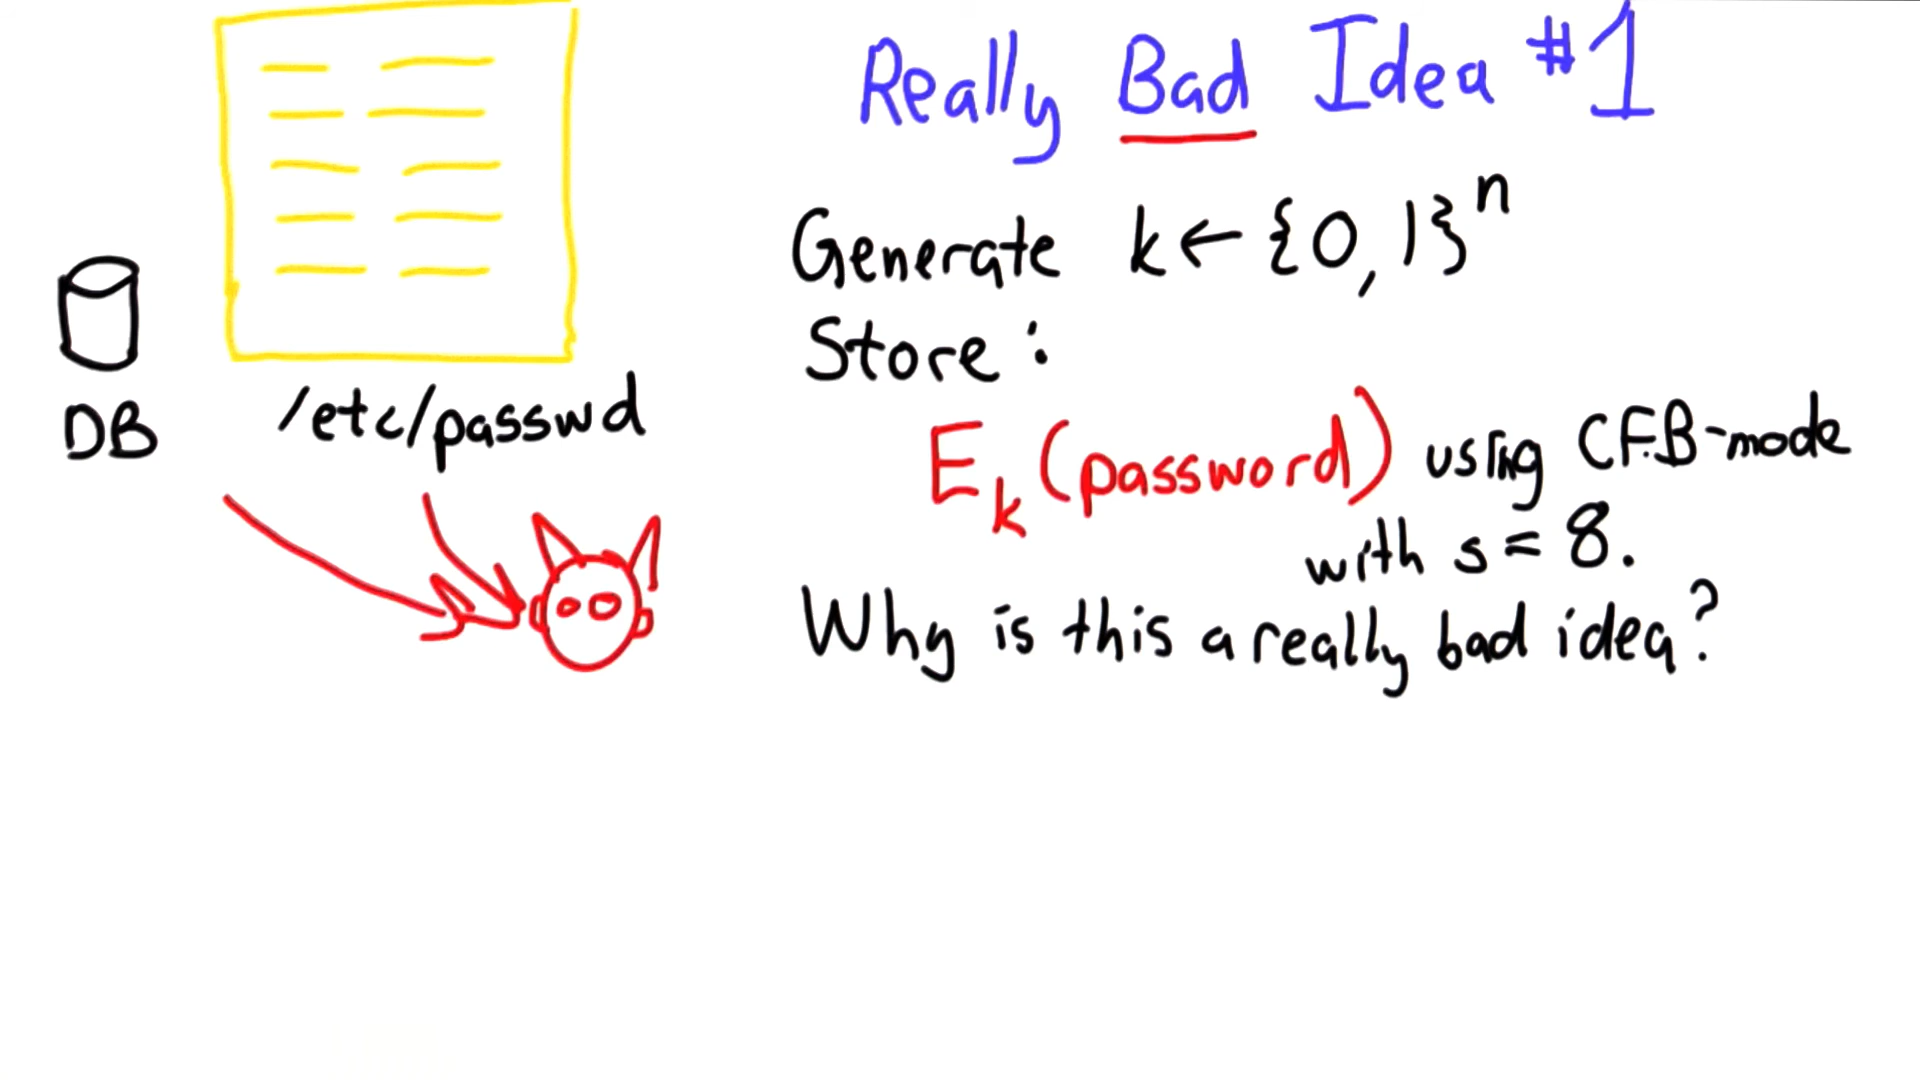 Really Bad Idea #1
Generate k ← {0,1}ⁿ
Store :
E_k (password) using CFB-mode
with s = 8.
Why is this a really bad idea?
DB
/etc/passwd